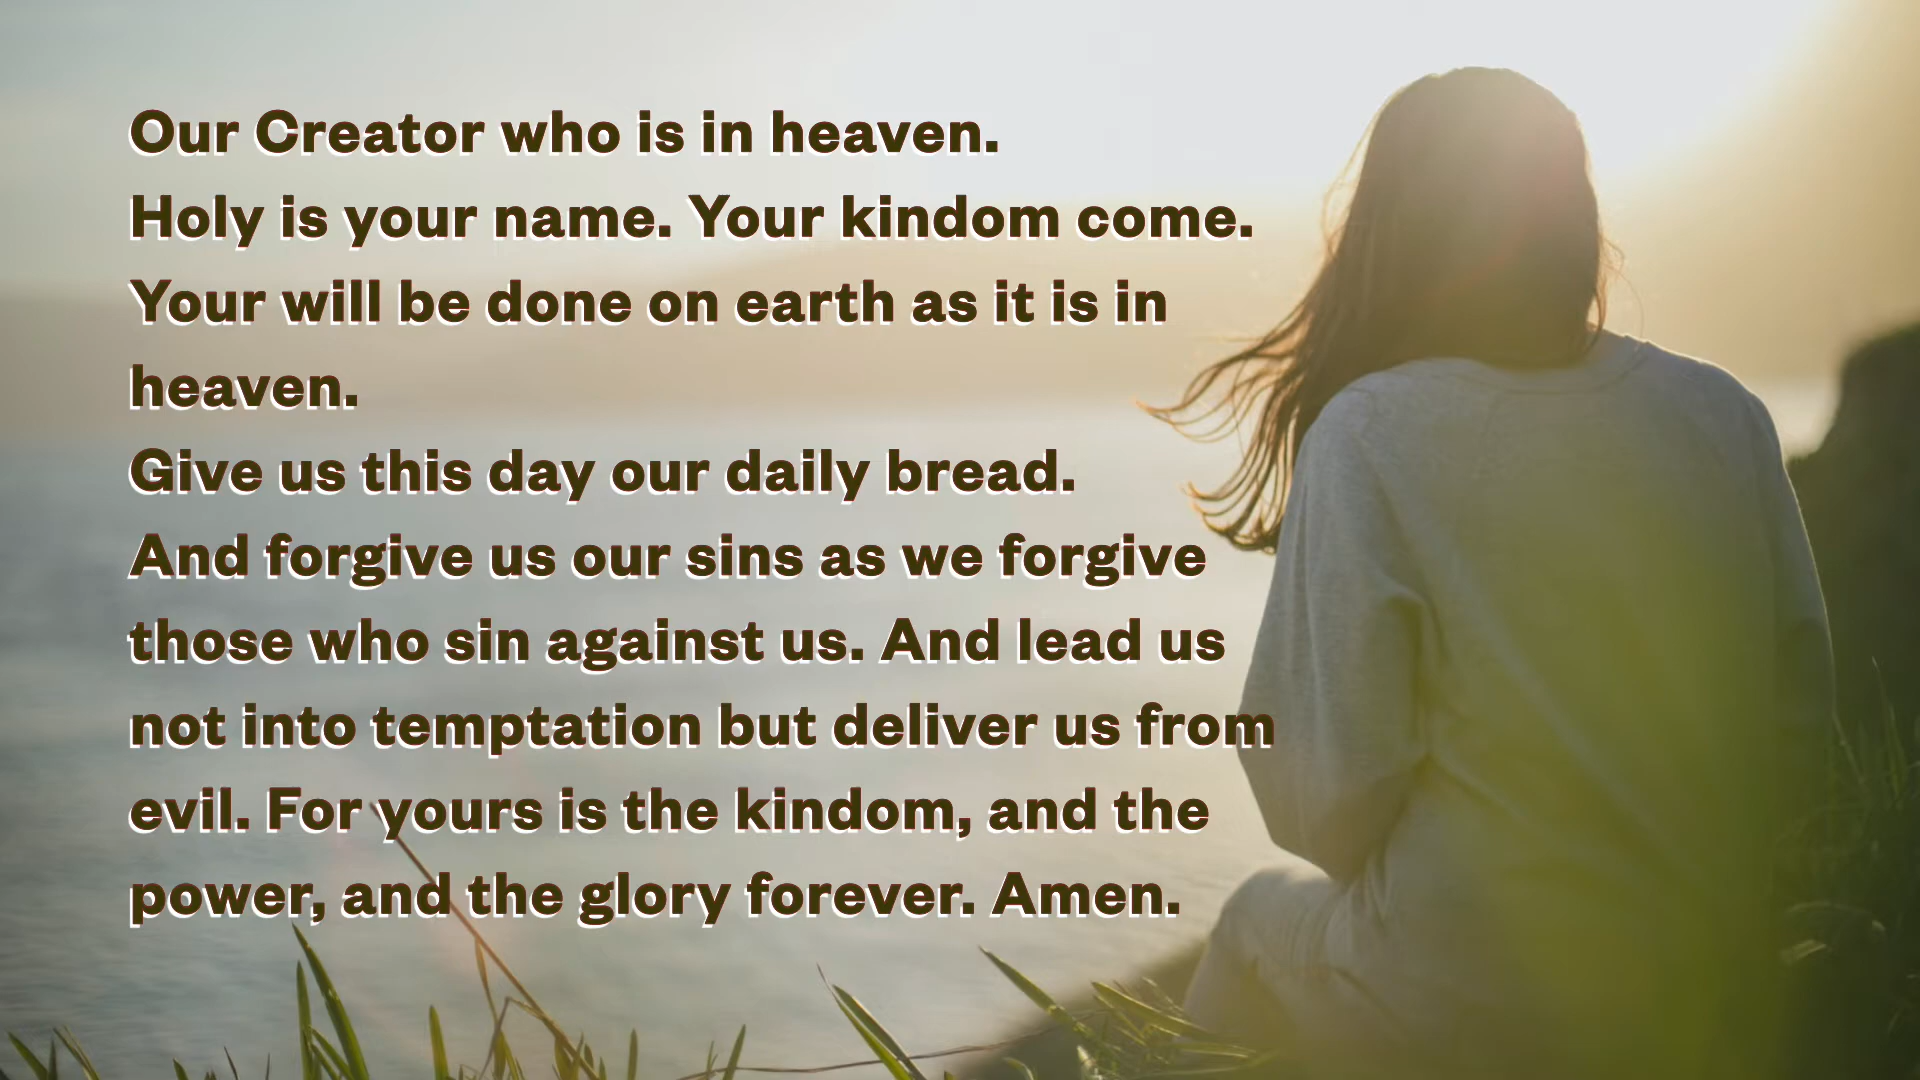 Our Creator who is in heaven.
Holy is your name. Your kindom come.
Your will be done on earth as it is in
heaven.
Give us this day our daily bread.
And forgive us our sins as we forgive
those who sin against us. And lead us
not into temptation but deliver us from
evil. For yours is the kindom, and the
power, and the glory forever. Amen.